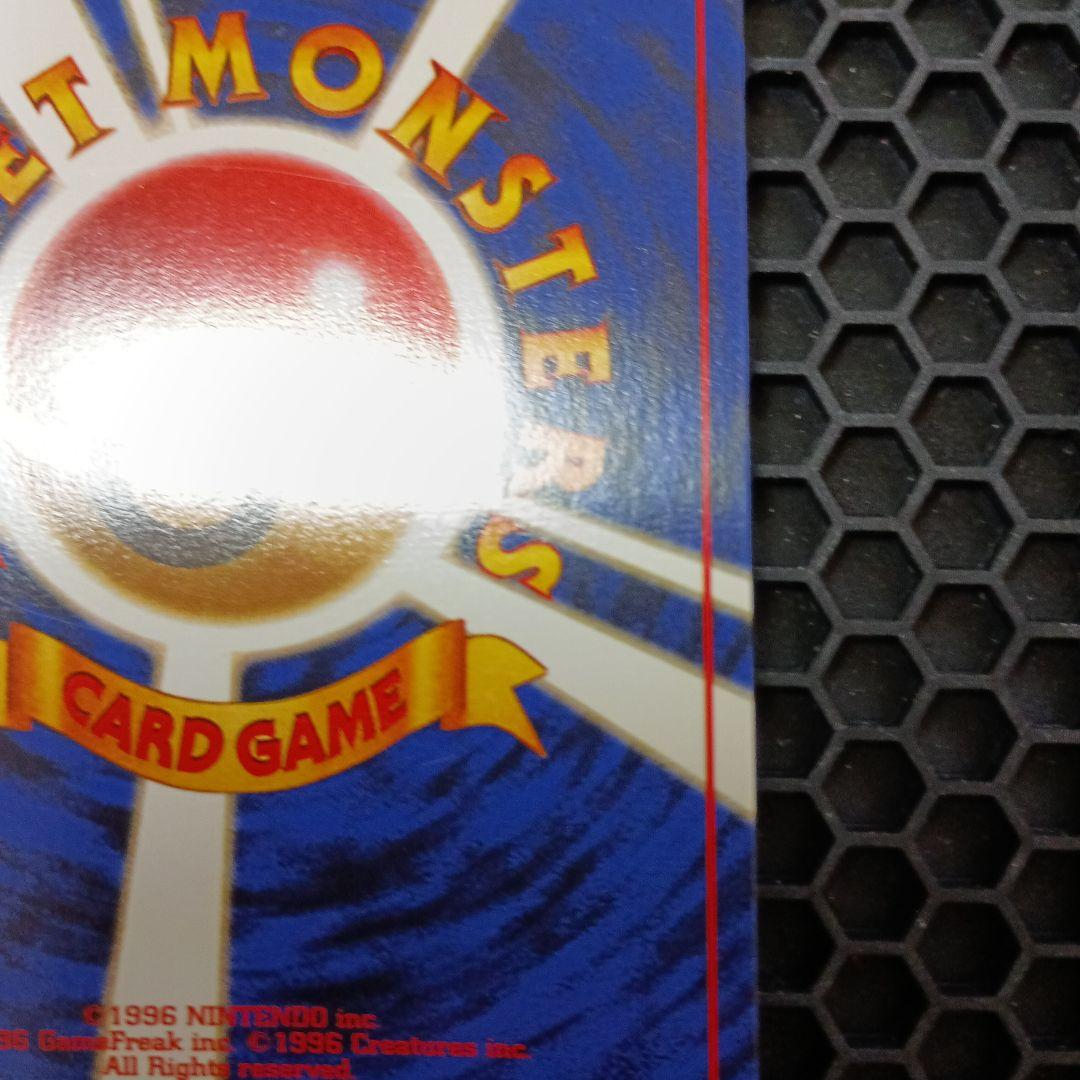 ET MONSTERS
CARD GAME
©1996 NINTENDO inc.
96 GameFreak inc. ©1996 Creatures inc.
All Rights reserved.